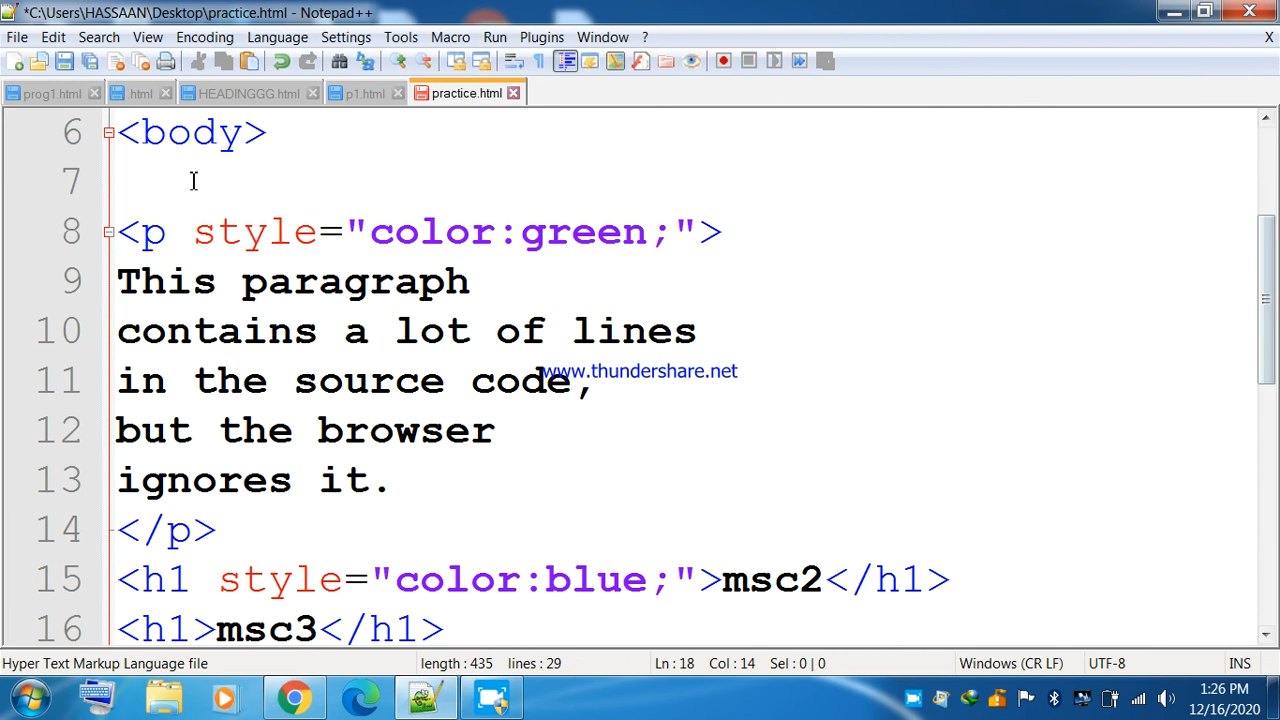 *C:\Users\HASSAAN\Desktop\practice.html - Notepad++
File Edit Search View Encoding Language Settings Tools Macro Run Plugins Window ? X
prog1.html .html HEADINGGG.html p1.html practice.html
6 <body>
7
8 <p style="color:green;">
9 This paragraph
10 contains a lot of lines
11 in the source code,
www.thundershare.net
12 but the browser
13 ignores it.
14 </p>
15 <h1 style="color:blue;">msc2</h1>
16 <h1>msc3</h1>
Hyper Text Markup Language file length : 435 lines : 29 Ln : 18 Col : 14 Sel : 0 | 0 Windows (CR LF) UTF-8 INS
1:26 PM
12/16/2020